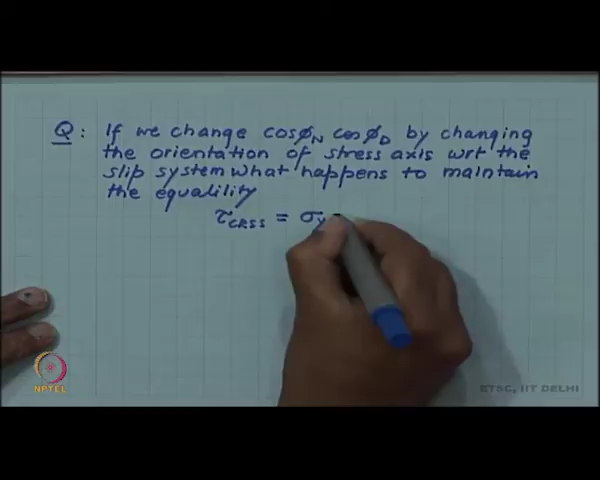 Q: If we change cosϕN cosϕD by changing
the orientation of stress axis wrt the
slip system what happens to maintain
the equalility
τCRSS = σy
NPTEL
ETSC, IIT DELHI